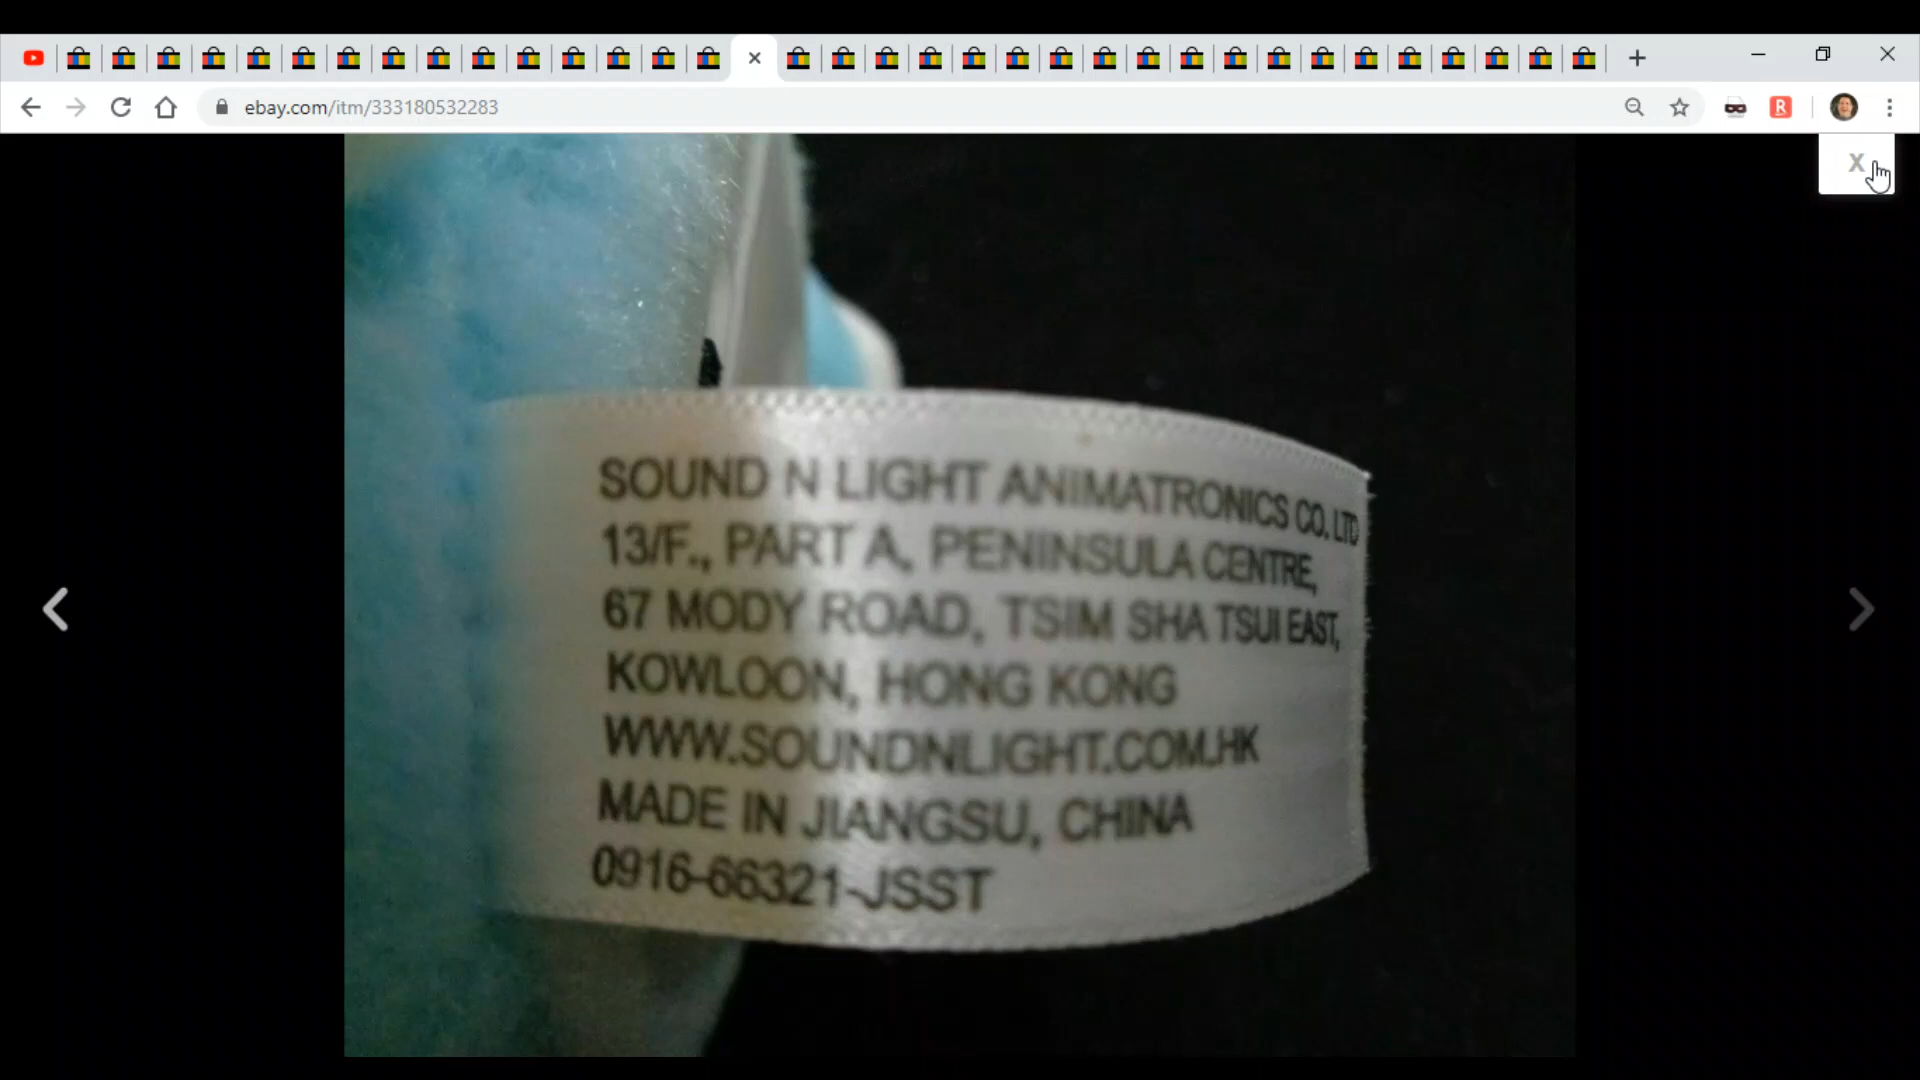 ebay.com/itm/333180532283
R
X
SOUND N LIGHT ANIMATRONICS CO. LTD
13/F., PART A, PENINSULA CENTRE,
67 MODY ROAD, TSIM SHA TSUI EAST,
KOWLOON, HONG KONG
WWW.SOUNDNLIGHT.COM.HK
MADE IN JIANGSU, CHINA
0916-66321-JSST